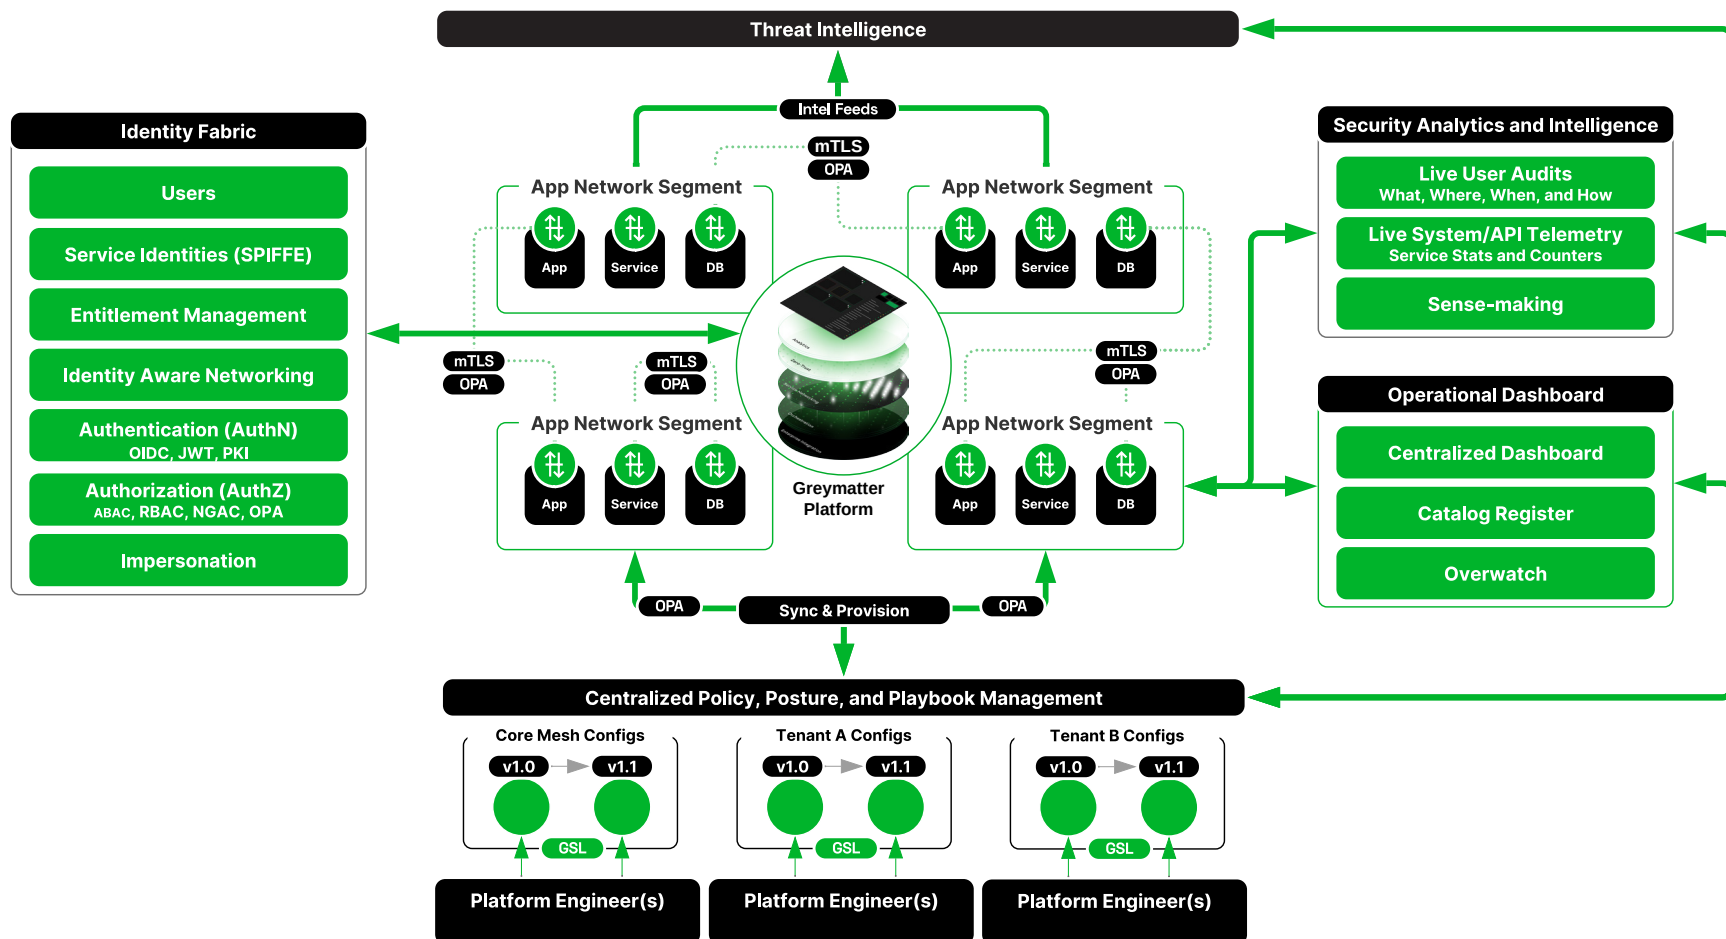 Threat Intelligence
Intel Feeds
Identity Fabric
Users
Service Identities (SPIFFE)
Entitlement Management
Identity Aware Networking
Authentication (AuthN)
OIDC, JWT, PKI
Authorization (AuthZ)
ABAC, RBAC, NGAC, OPA
Impersonation
mTLS
OPA
App Network Segment
App
Service
DB
App Network Segment
App
Service
DB
mTLS
OPA
mTLS
OPA
mTLS
OPA
App Network Segment
App
Service
DB
Analytics
Zero Trust
Greymatter
Platform
App Network Segment
App
Service
DB
Security Analytics and Intelligence
Live User Audits
What, Where, When, and How
Live System/API Telemetry
Service Stats and Counters
Sense-making
Operational Dashboard
Centralized Dashboard
Catalog Register
Overwatch
OPA
Sync & Provision
OPA
Centralized Policy, Posture, and Playbook Management
Core Mesh Configs
v1.0
v1.1
GSL
Platform Engineer(s)
Tenant A Configs
v1.0
v1.1
GSL
Platform Engineer(s)
Tenant B Configs
v1.0
v1.1
GSL
Platform Engineer(s)